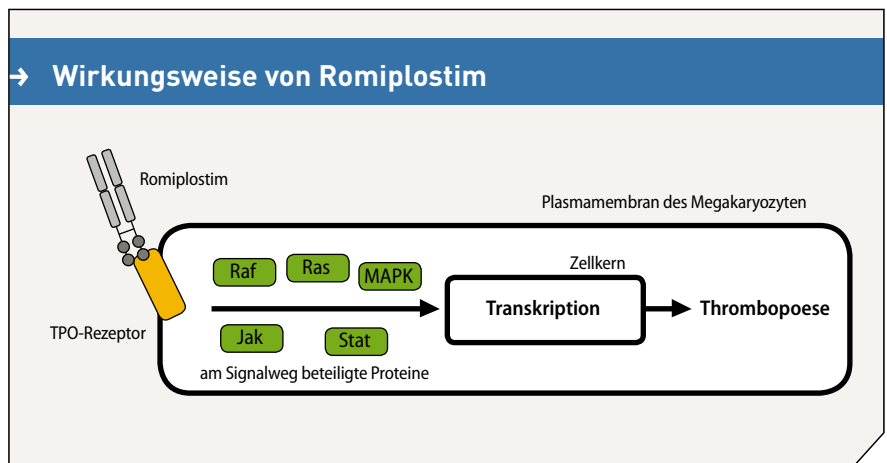 → Wirkungsweise von Romiplostim
Romiplostim
Plasmamembran des Megakaryozyten
TPO-Rezeptor
Raf
Ras
MAPK
Jak
Stat
am Signalweg beteiligte Proteine
Zellkern
Transkription
Thrombopoese